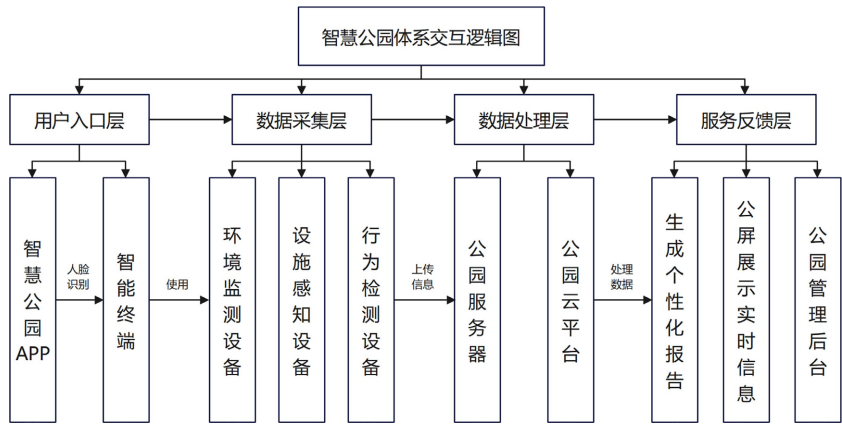 智慧公园体系交互逻辑图
用户入口层
数据采集层
数据处理层
服务反馈层
智慧公园APP
人脸
识别
智能终端
使用
环境监测设备
设施感知设备
行为检测设备
上传
信息
公园服务器
公园云平台
处理
数据
生成个性化报告
公屏展示实时信息
公园管理后台